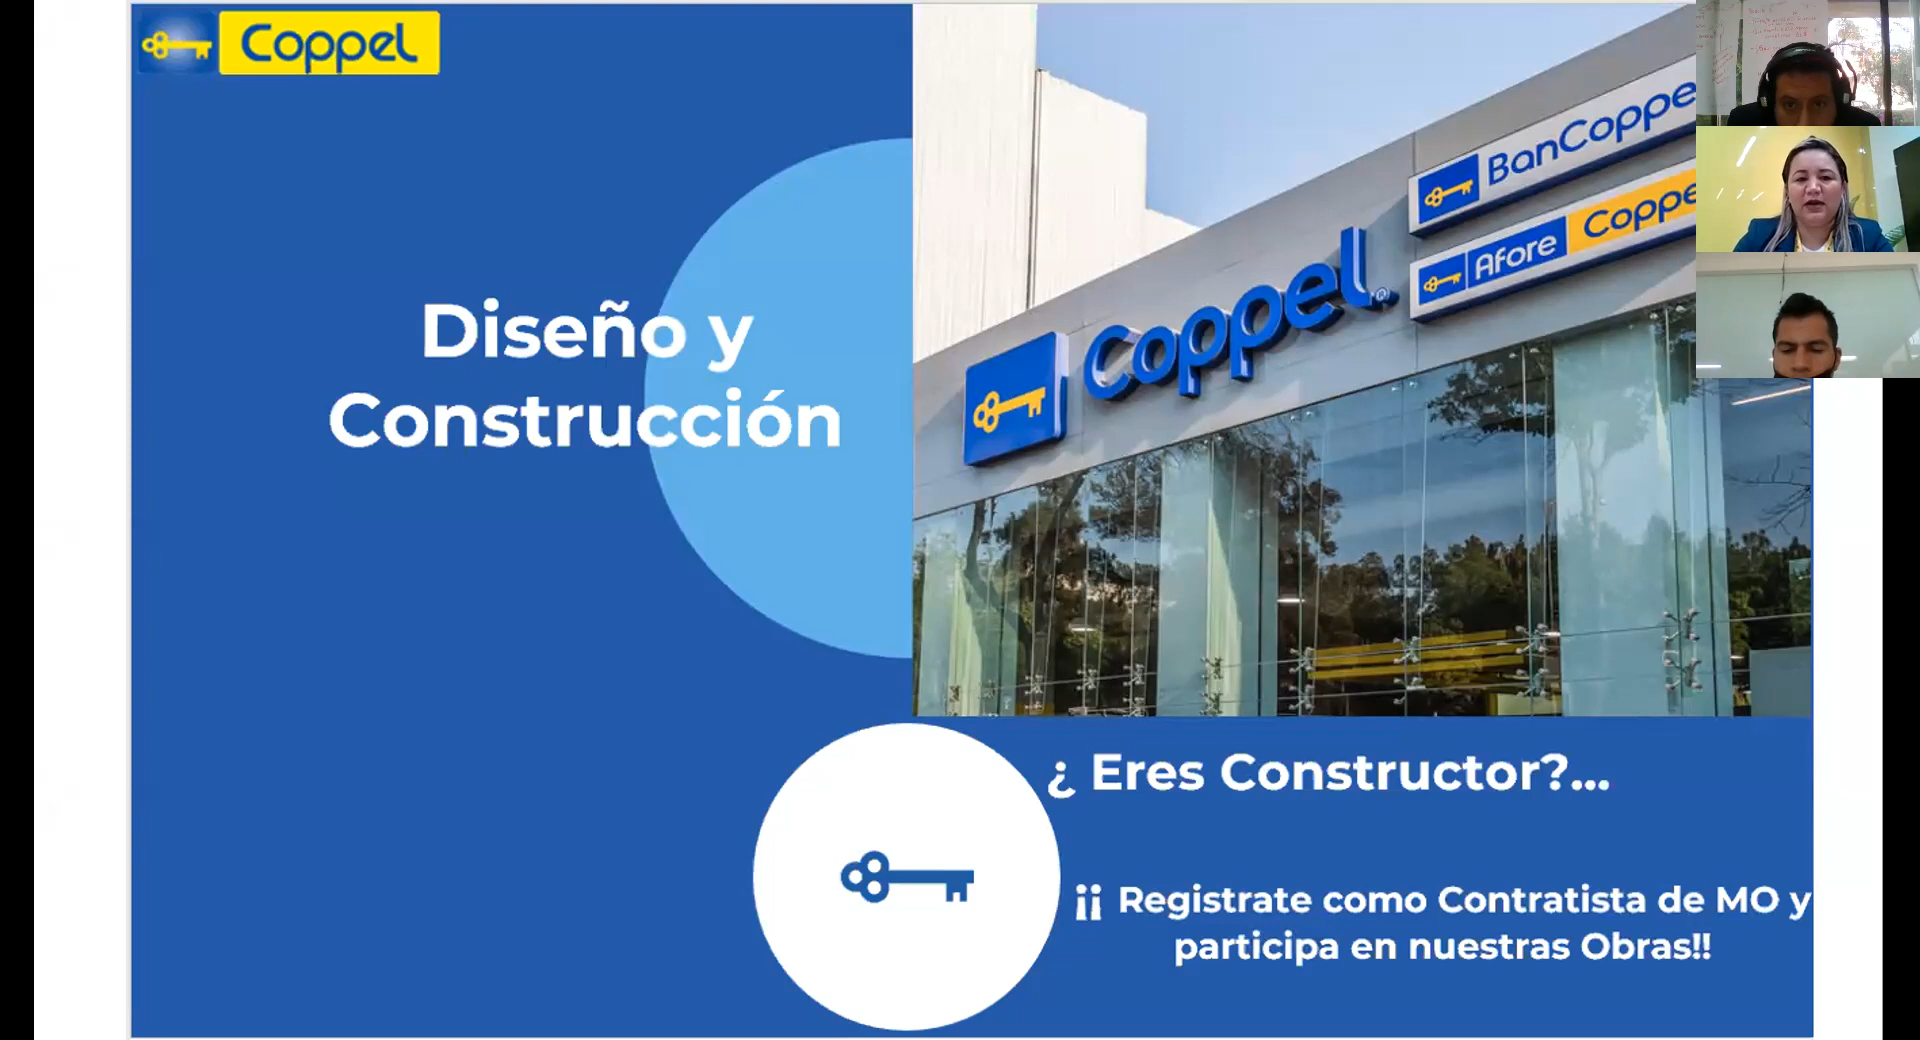 Coppel
Diseño y
Construcción
BanCoppe
Afore Coppe
Coppel®
¿ Eres Constructor?...
¡¡ Registrate como Contratista de MO y
participa en nuestras Obras!!